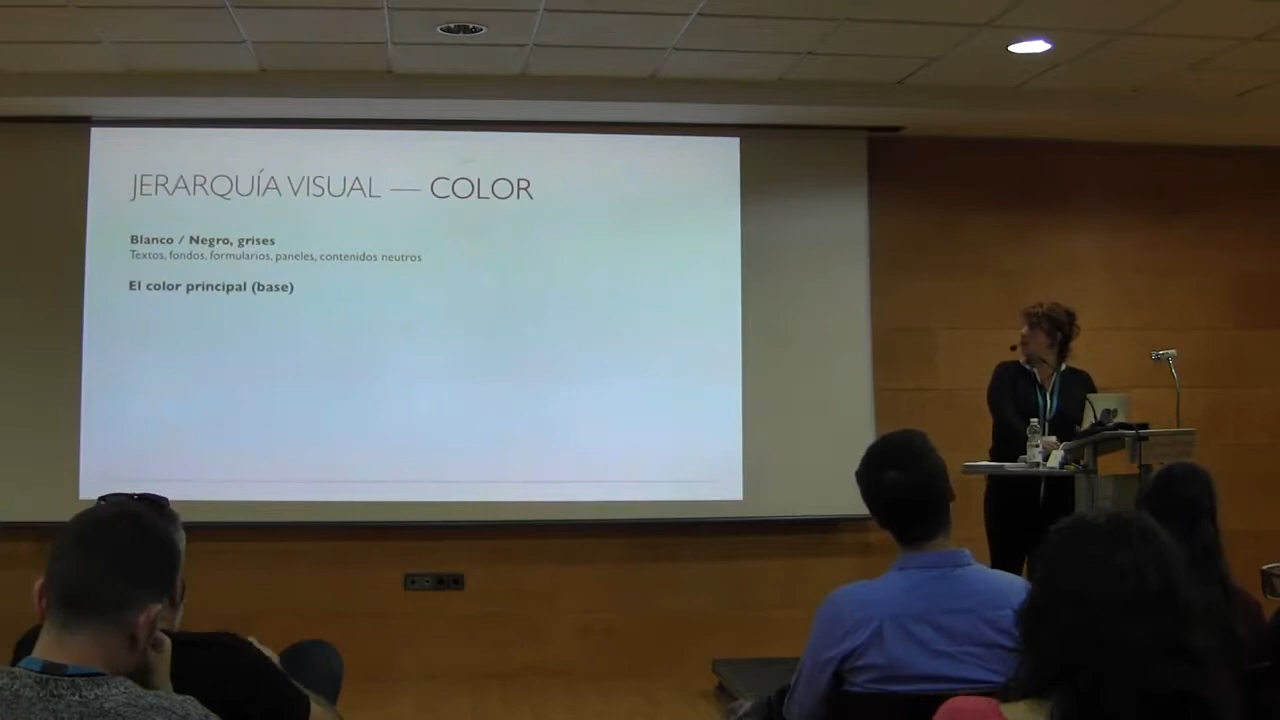 JERARQUÍA VISUAL — COLOR
Blanco / Negro, grises
Textos, fondos, formularios, paneles, contenidos neutros
El color principal (base)